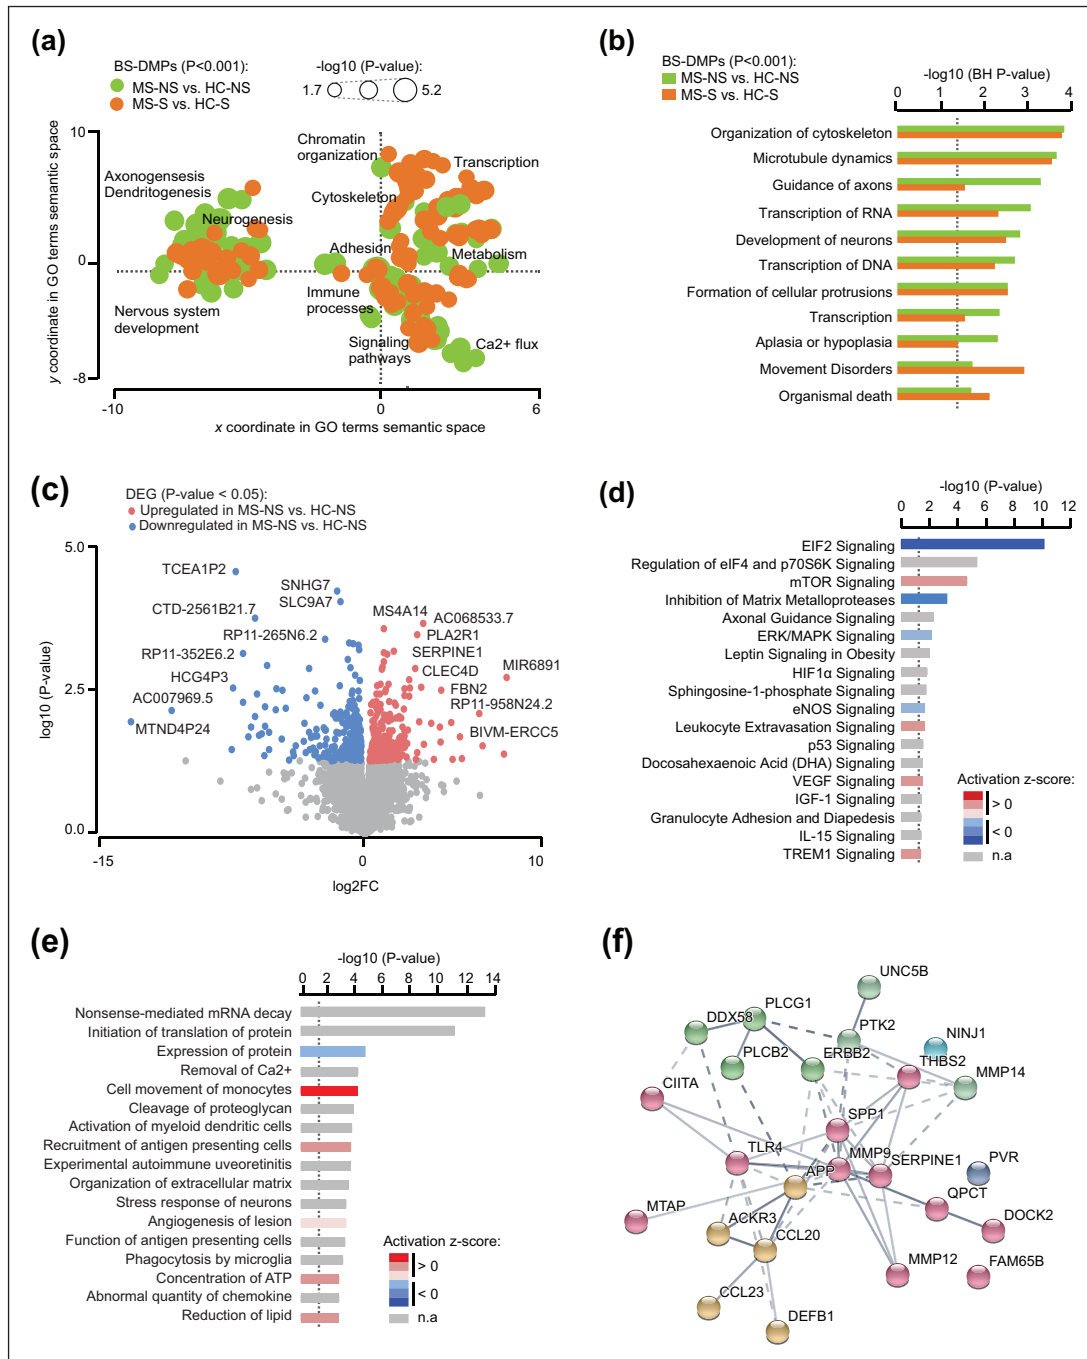 (a)
BS-DMPs (P<0.001):
MS-NS vs. HC-NS
MS-S vs. HC-S
-log10 (P-value):
1.7
5.2
10
0
-8
y coordinate in GO terms semantic space
Chromatin
organization
Transcription
Axonogensesis
Dendritogenesis
Cytoskeleton
Neurogenesis
Adhesion
Metabolism
Immune
processes
Nervous system
development
Signaling
pathways
Ca2+ flux
-10
0
6
x coordinate in GO terms semantic space
(b)
BS-DMPs (P<0.001):
MS-NS vs. HC-NS
MS-S vs. HC-S
-log10 (BH P-value)
0 1 2 3 4
Organization of cytoskeleton
Microtubule dynamics
Guidance of axons
Transcription of RNA
Development of neurons
Transcription of DNA
Formation of cellular protrusions
Transcription
Aplasia or hypoplasia
Movement Disorders
Organismal death
(c)
DEG (P-value < 0.05):
Upregulated in MS-NS vs. HC-NS
Downregulated in MS-NS vs. HC-NS
5.0
2.5
0.0
log10 (P-value)
TCEA1P2
SNHG7
SLC9A7
CTD-2561B21.7
MS4A14
AC068533.7
RP11-265N6.2
PLA2R1
RP11-352E6.2
SERPINE1
MIR6891
HCG4P3
CLEC4D
AC007969.5
FBN2
RP11-958N24.2
MTND4P24
BIVM-ERCC5
-15
0
10
log2FC
(d)
-log10 (P-value)
0 2 4 6 8 10 12
EIF2 Signaling
Regulation of eIF4 and p70S6K Signaling
mTOR Signaling
Inhibition of Matrix Metalloproteases
Axonal Guidance Signaling
ERK/MAPK Signaling
Leptin Signaling in Obesity
HIF1α Signaling
Sphingosine-1-phosphate Signaling
eNOS Signaling
Leukocyte Extravasation Signaling
p53 Signaling
Docosahexaenoic Acid (DHA) Signaling
VEGF Signaling
IGF-1 Signaling
Granulocyte Adhesion and Diapedesis
IL-15 Signaling
TREM1 Signaling
Activation z-score:
> 0
< 0
n.a
(e)
-log10 (P-value)
0 2 4 6 8 10 12 14
Nonsense-mediated mRNA decay
Initiation of translation of protein
Expression of protein
Removal of Ca2+
Cell movement of monocytes
Cleavage of proteoglycan
Activation of myeloid dendritic cells
Recruitment of antigen presenting cells
Experimental autoimmune uveoretinitis
Organization of extracellular matrix
Stress response of neurons
Angiogenesis of lesion
Function of antigen presenting cells
Phagocytosis by microglia
Concentration of ATP
Abnormal quantity of chemokine
Reduction of lipid
Activation z-score:
> 0
< 0
n.a
(f)
UNC5B
PLCG1
DDX58
PTK2
NINJ1
PLCB2
ERBB2
THBS2
MMP14
CIITA
SPP1
TLR4
MMP9
SERPINE1
PVR
APP
QPCT
MTAP
ACKR3
DOCK2
CCL20
MMP12
FAM65B
CCL23
DEFB1